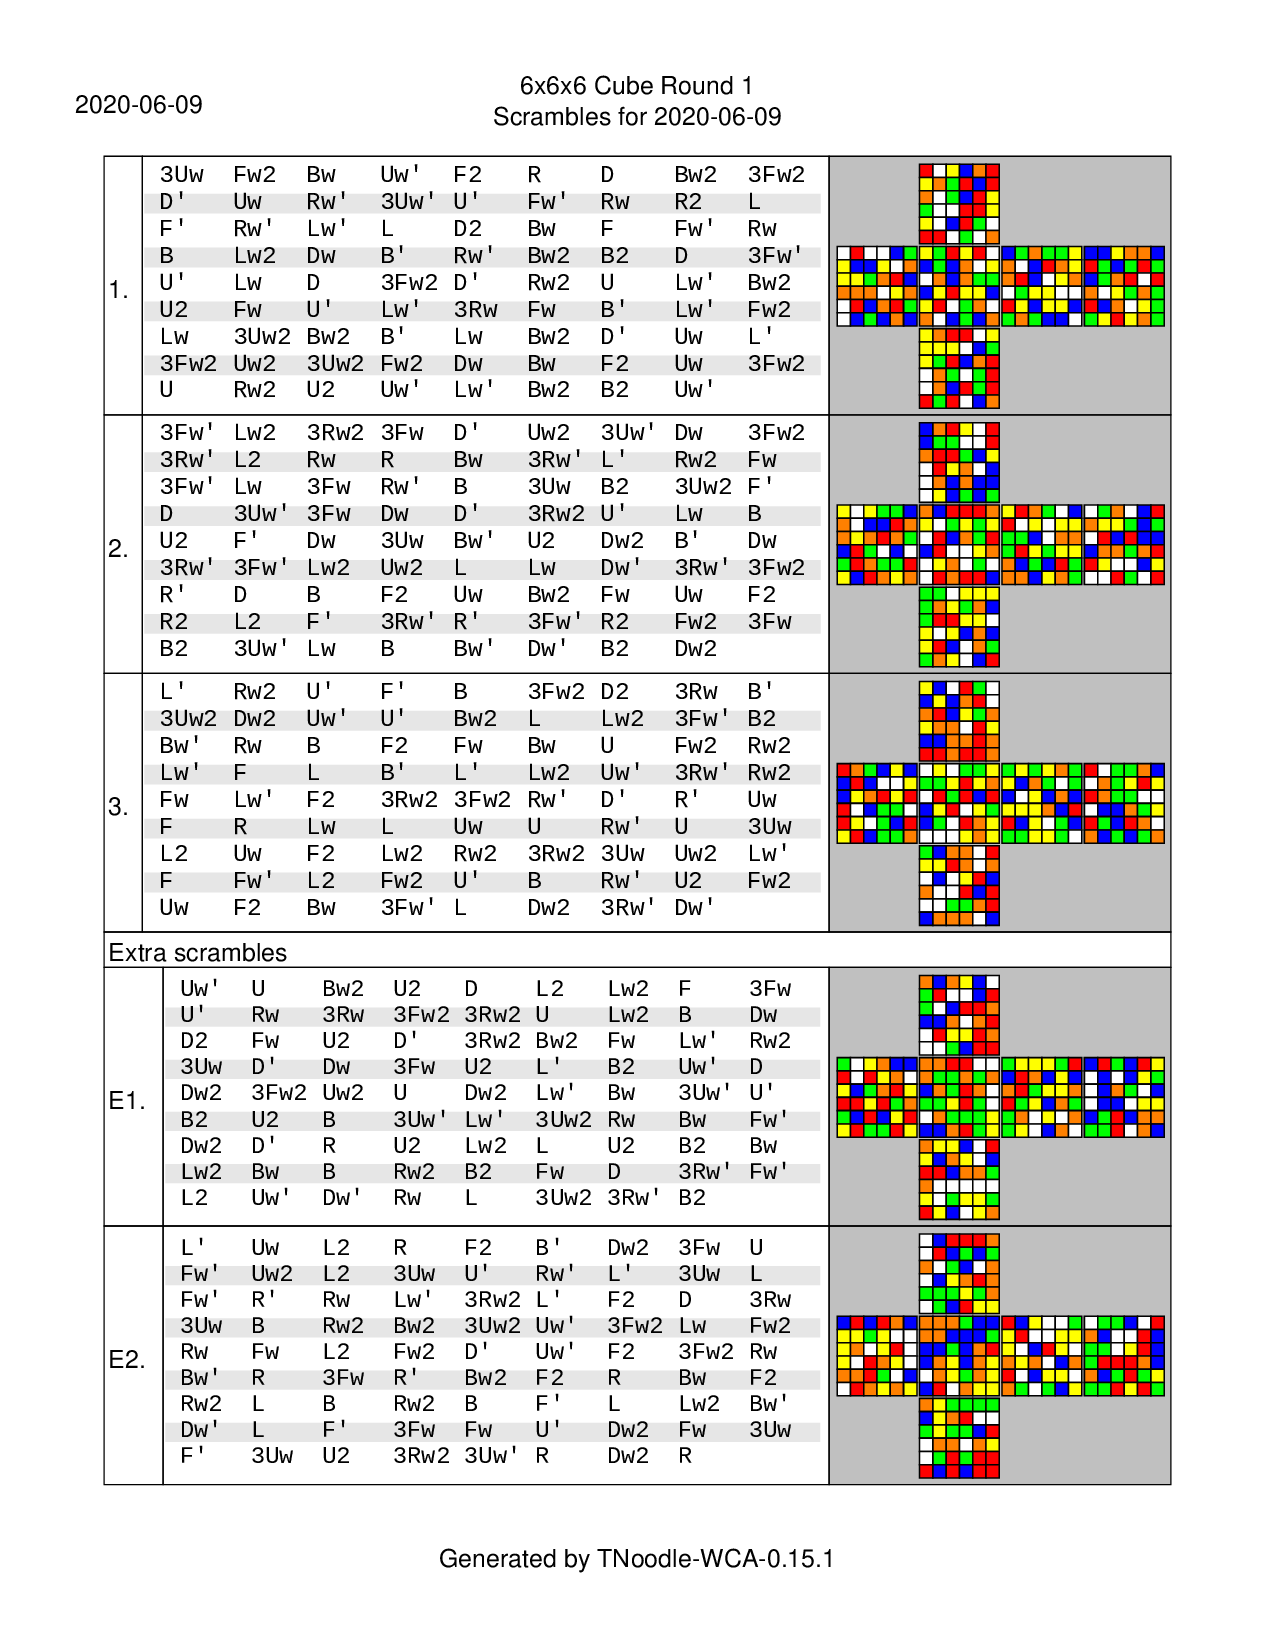 2020-06-09
6x6x6 Cube Round 1
Scrambles for 2020-06-09
1.
3Uw Fw2 Bw Uw' F2 R D Bw2 3Fw2
D' Uw Rw' 3Uw' U' Fw' Rw R2 L
F' Rw' Lw' L D2 Bw F Fw' Rw
B Lw2 Dw B' Rw' Bw2 B2 D 3Fw'
U' Lw D 3Fw2 D' Rw2 U Lw' Bw2
U2 Fw U' Lw' 3Rw Fw B' Lw' Fw2
Lw 3Uw2 Bw2 B' Lw Bw2 D' Uw L'
3Fw2 Uw2 3Uw2 Fw2 Dw Bw F2 Uw 3Fw2
U Rw2 U2 Uw' Lw' Bw2 B2 Uw'
2.
3Fw' Lw2 3Rw2 3Fw D' Uw2 3Uw' Dw 3Fw2
3Rw' L2 Rw R Bw 3Rw' L' Rw2 Fw
3Fw' Lw 3Fw Rw' B 3Uw B2 3Uw2 F'
D 3Uw' 3Fw Dw D' 3Rw2 U' Lw B
U2 F' Dw 3Uw Bw' U2 Dw2 B' Dw
3Rw' 3Fw' Lw2 Uw2 L Lw Dw' 3Rw' 3Fw2
R' D B F2 Uw Bw2 Fw Uw F2
R2 L2 F' 3Rw' R' 3Fw' R2 Fw2 3Fw
B2 3Uw' Lw B Bw' Dw' B2 Dw2
3.
L' Rw2 U' F' B 3Fw2 D2 3Rw B'
3Uw2 Dw2 Uw' U' Bw2 L Lw2 3Fw' B2
Bw' Rw B F2 Fw Bw U Fw2 Rw2
Lw' F L B' L' Lw2 Uw' 3Rw' Rw2
Fw Lw' F2 3Rw2 3Fw2 Rw' D' R' Uw
F R Lw L Uw U Rw' U 3Uw
L2 Uw F2 Lw2 Rw2 3Rw2 3Uw Uw2 Lw'
F Fw' L2 Fw2 U' B Rw' U2 Fw2
Uw F2 Bw 3Fw' L Dw2 3Rw' Dw'
Extra scrambles
E1.
Uw' U Bw2 U2 D L2 Lw2 F 3Fw
U' Rw 3Rw 3Fw2 3Rw2 U Lw2 B Dw
D2 Fw U2 D' 3Rw2 Bw2 Fw Lw' Rw2
3Uw D' Dw 3Fw U2 L' B2 Uw' D
Dw2 3Fw2 Uw2 U Dw2 Lw' Bw 3Uw' U'
B2 U2 B 3Uw' Lw' 3Uw2 Rw Bw Fw'
Dw2 D' R U2 Lw2 L U2 B2 Bw
Lw2 Bw B Rw2 B2 Fw D 3Rw' Fw'
L2 Uw' Dw' Rw L 3Uw2 3Rw' B2
E2.
L' Uw L2 R F2 B' Dw2 3Fw U
Fw' Uw2 L2 3Uw U' Rw' L' 3Uw L
Fw' R' Rw Lw' 3Rw2 L' F2 D 3Rw
3Uw B Rw2 Bw2 3Uw2 Uw' 3Fw2 Lw Fw2
Rw Fw L2 Fw2 D' Uw' F2 3Fw2 Rw
Bw' R 3Fw R' Bw2 F2 R Bw F2
Rw2 L B Rw2 B F' L Lw2 Bw'
Dw' L F' 3Fw Fw U' Dw2 Fw 3Uw
F' 3Uw U2 3Rw2 3Uw' R Dw2 R
Generated by TNoodle-WCA-0.15.1